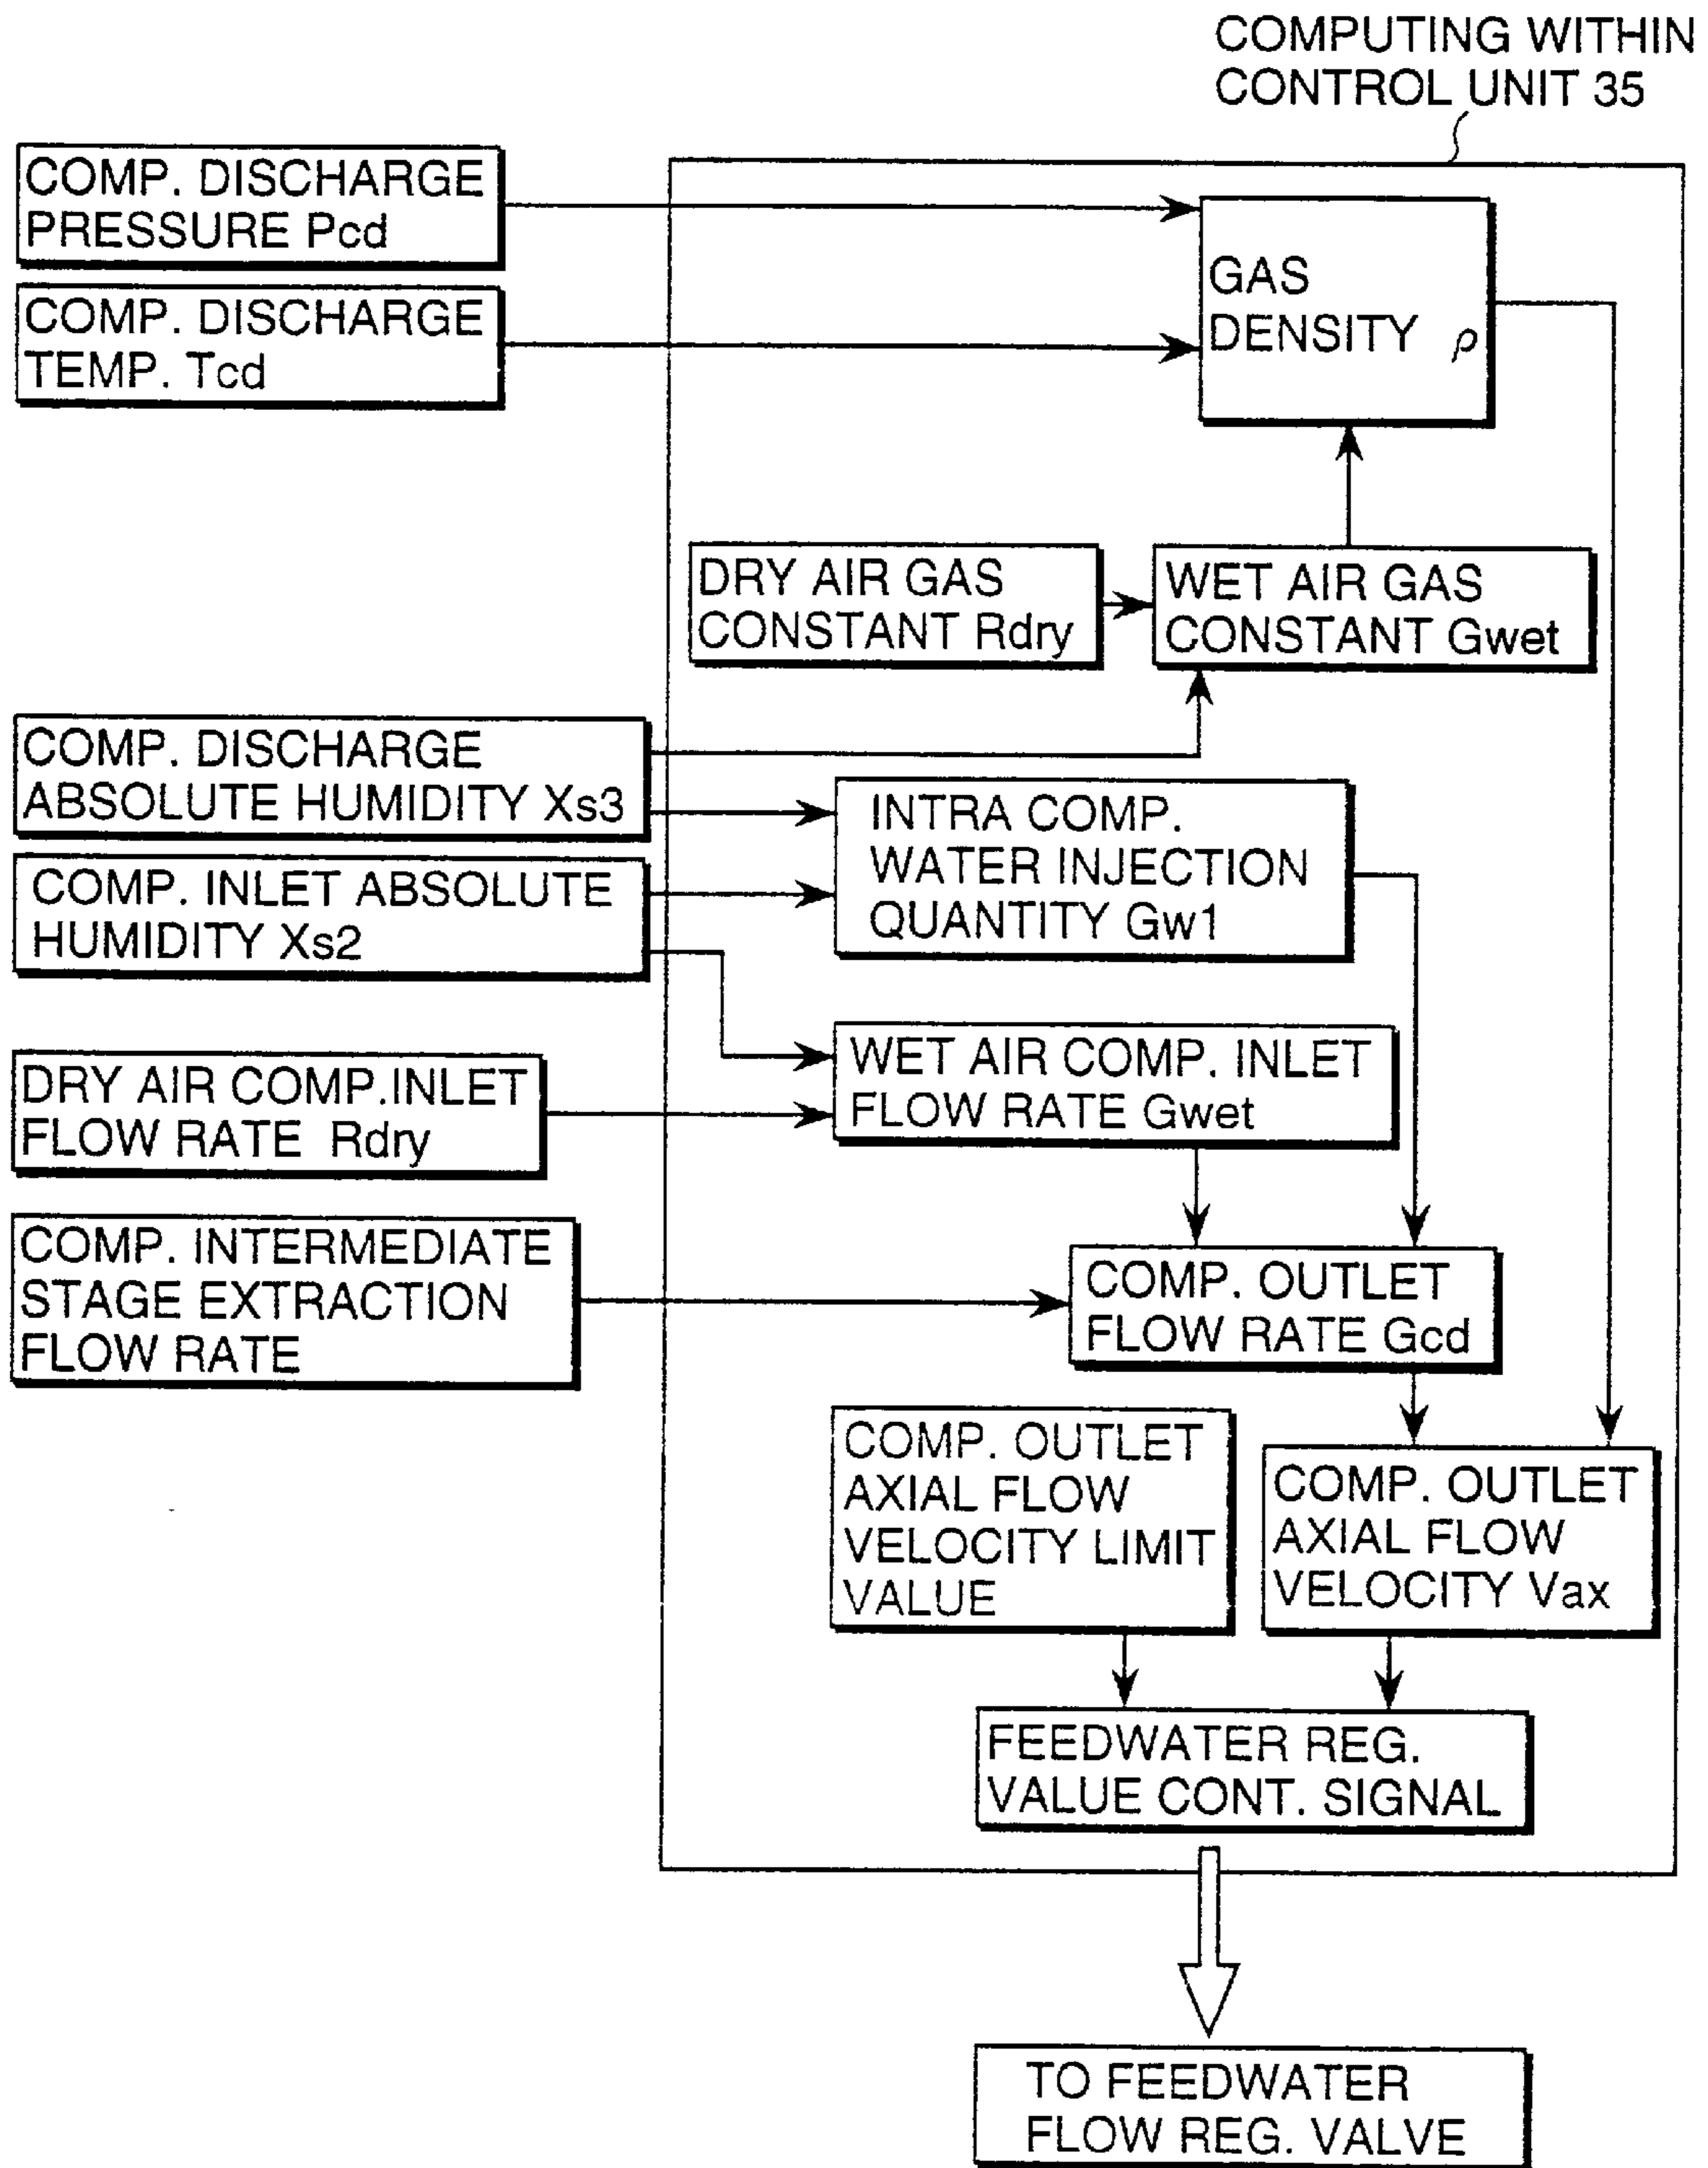 COMPUTING WITHIN
CONTROL UNIT 35
COMP. DISCHARGE
PRESSURE Pcd
COMP. DISCHARGE
TEMP. Tcd
GAS
DENSITY ρ
DRY AIR GAS
CONSTANT Rdry
WET AIR GAS
CONSTANT Gwet
COMP. DISCHARGE
ABSOLUTE HUMIDITY Xs3
COMP. INLET ABSOLUTE
HUMIDITY Xs2
INTRA COMP.
WATER INJECTION
QUANTITY Gw1
DRY AIR COMP.INLET
FLOW RATE Rdry
WET AIR COMP. INLET
FLOW RATE Gwet
COMP. INTERMEDIATE
STAGE EXTRACTION
FLOW RATE
COMP. OUTLET
FLOW RATE Gcd
COMP. OUTLET
AXIAL FLOW
VELOCITY LIMIT
VALUE
COMP. OUTLET
AXIAL FLOW
VELOCITY Vax
FEEDWATER REG.
VALUE CONT. SIGNAL
TO FEEDWATER
FLOW REG. VALVE